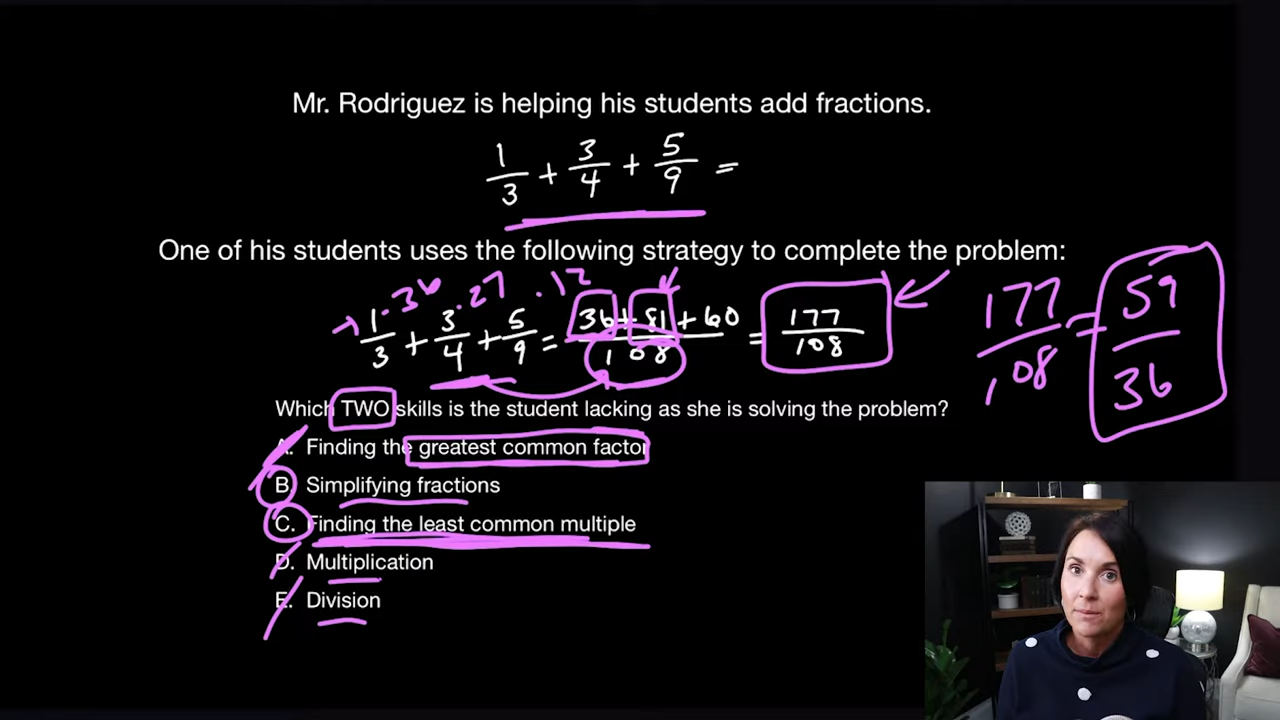 Mr. Rodriguez is helping his students add fractions.
1/3 + 3/4 + 5/9 =
One of his students uses the following strategy to complete the problem:
·36 ·27 ·12
1/3 + 3/4 + 5/9 = 36 + 81 + 60 / 108 = 177/108
177/108 = 59/36
Which TWO skills is the student lacking as she is solving the problem?
A. Finding the greatest common factor
B. Simplifying fractions
C. Finding the least common multiple
D. Multiplication
E. Division